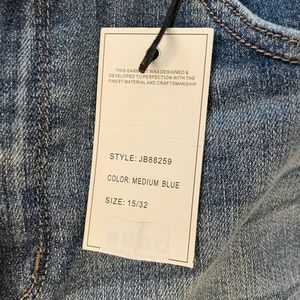 THIS GARMENT WAS DESIGNED &
DEVELOPED TO PERFECTION WITH THE
FINEST MATERIAL AND CRAFTSMANSHIP
STYLE: JB88259
COLOR: MEDIUM BLUE
SIZE: 15/32